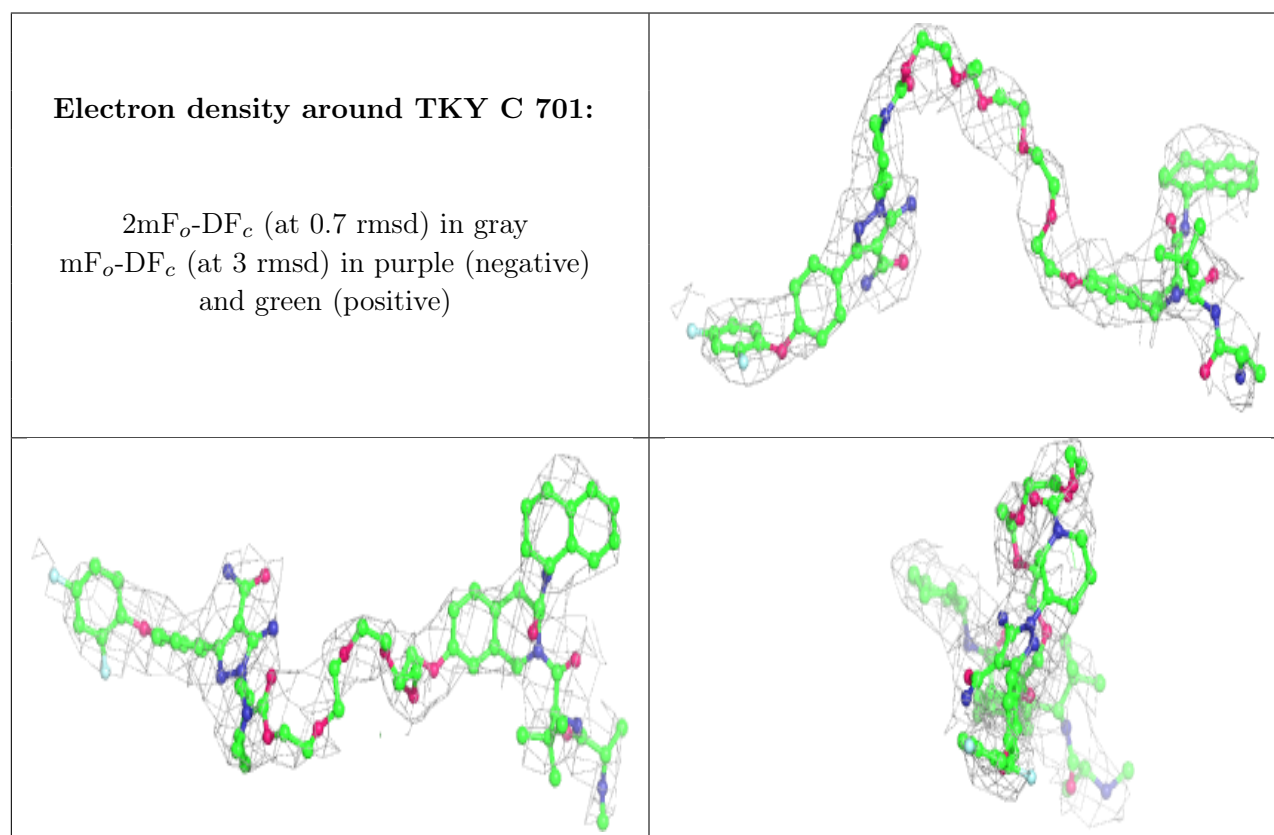 Electron density around TKY C 701:
2mFo-DFc (at 0.7 rmsd) in gray
mFo-DFc (at 3 rmsd) in purple (negative)
and green (positive)